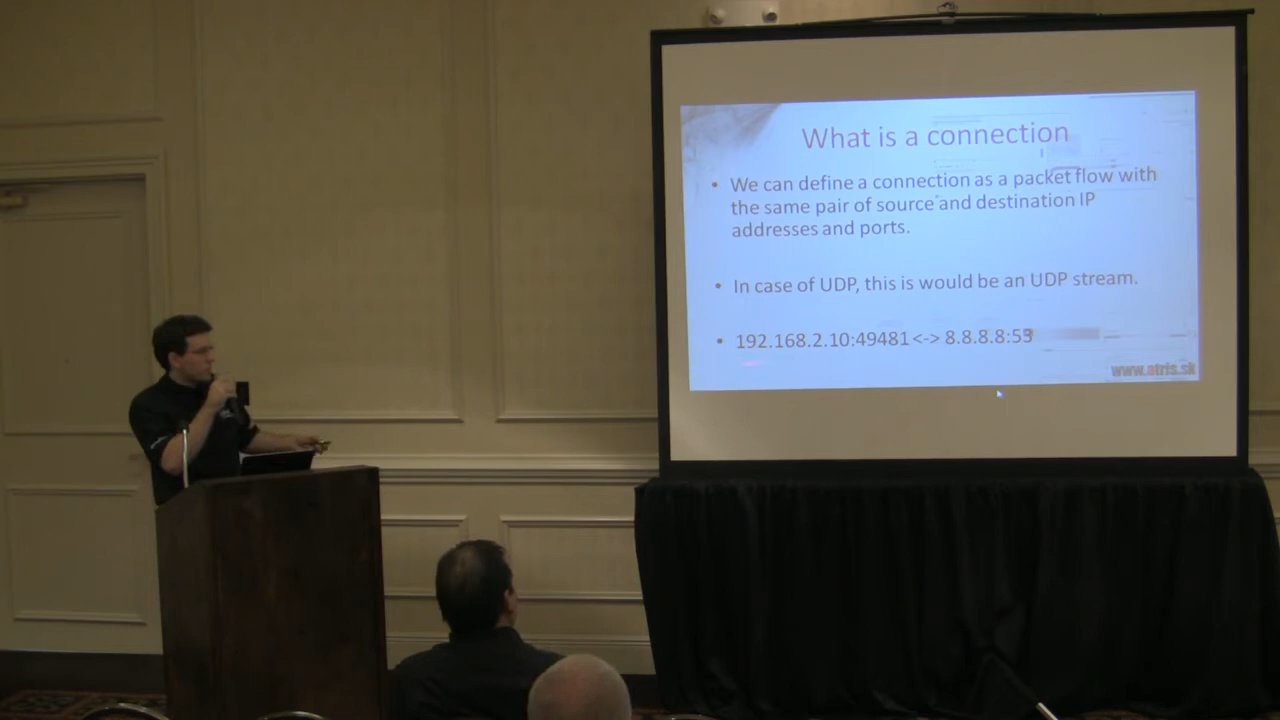 What is a connection
• We can define a connection as a packet flow with
the same pair of source and destination IP
addresses and ports.
• In case of UDP, this is would be an UDP stream.
• 192.168.2.10:49481 <-> 8.8.8.8:53
www.atris.sk